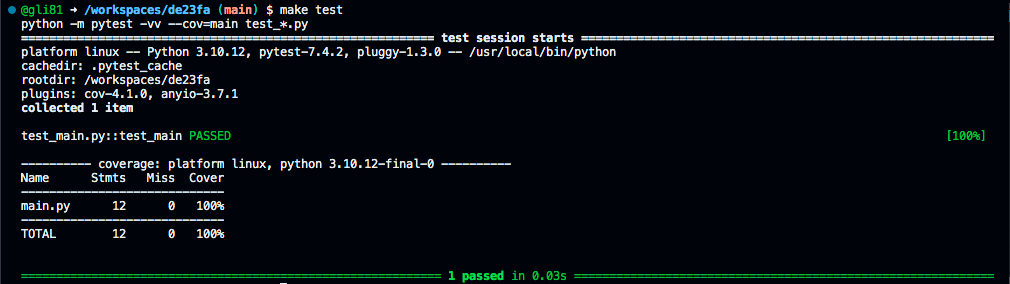 @gli81 → /workspaces/de23fa (main) $ make test
python -m pytest -vv --cov=main test_*.py
============================================================ test session starts ============================================================
platform linux -- Python 3.10.12, pytest-7.4.2, pluggy-1.3.0 -- /usr/local/bin/python
cachedir: .pytest_cache
rootdir: /workspaces/de23fa
plugins: cov-4.1.0, anyio-3.7.1
collected 1 item
test_main.py::test_main PASSED [100%]
---------- coverage: platform linux, python 3.10.12-final-0 ----------
Name      Stmts   Miss  Cover
-----------------------------
main.py      12      0   100%
-----------------------------
TOTAL        12      0   100%
============================================================ 1 passed in 0.03s ============================================================